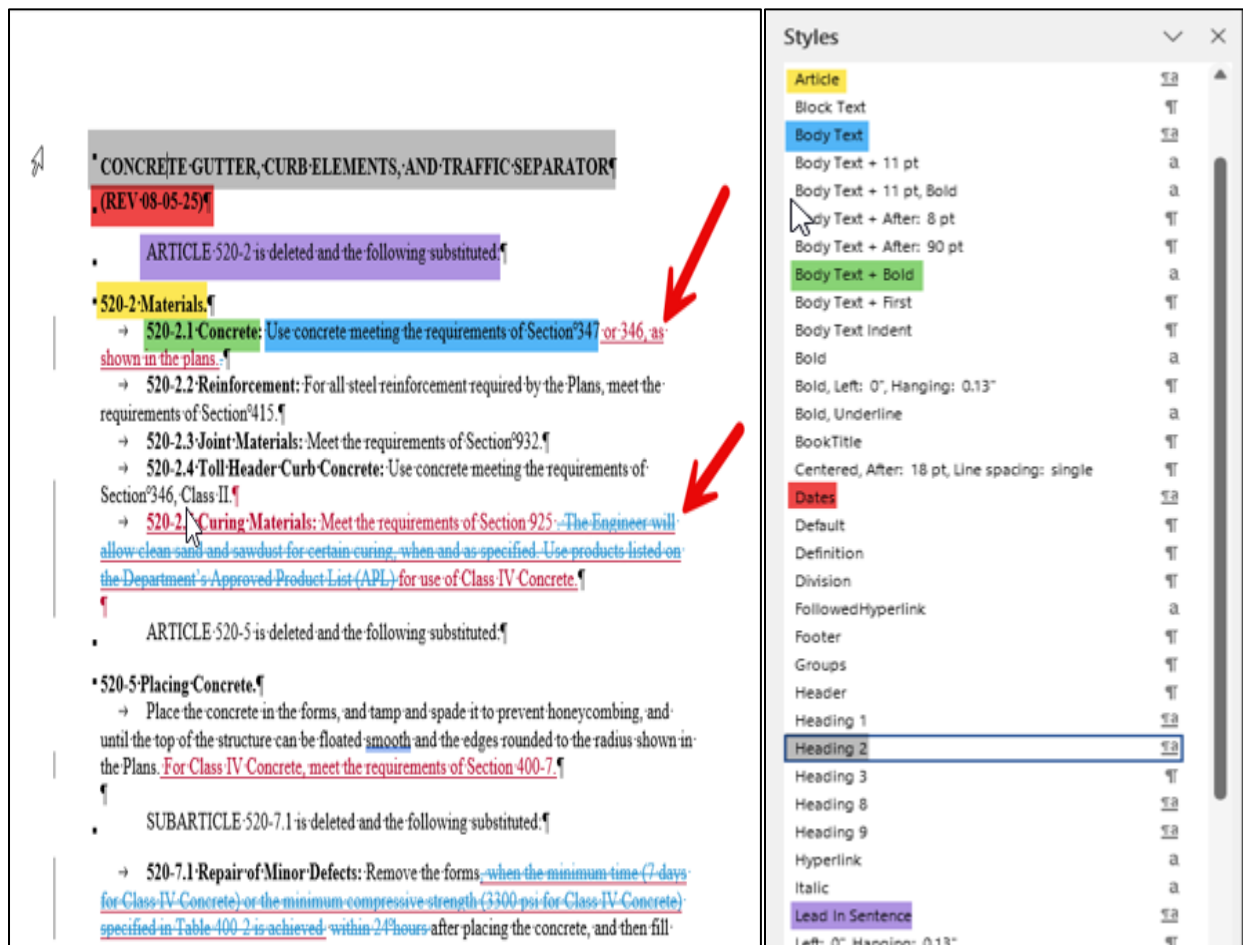 CONCRETE GUTTER, CURB ELEMENTS, AND TRAFFIC SEPARATOR¶
(REV 08-05-25)¶
ARTICLE 520-2 is deleted and the following substituted:¶
520-2 Materials.¶
→ 520-2.1 Concrete: Use concrete meeting the requirements of Section 347 or 346, as
shown in the plans. ¶
→ 520-2.2 Reinforcement: For all steel reinforcement required by the Plans, meet the
requirements of Section 415.¶
→ 520-2.3 Joint Materials: Meet the requirements of Section 932.¶
→ 520-2.4 Toll Header Curb Concrete: Use concrete meeting the requirements of
Section 346, Class II.¶
→ 520-2. Curing Materials: Meet the requirements of Section 925 . The Engineer will
allow clean sand and sawdust for certain curing, when and as specified. Use products listed on
the Department's Approved Product List (APL) for use of Class IV Concrete.¶
¶
ARTICLE 520-5 is deleted and the following substituted:¶
520-5 Placing Concrete.¶
→ Place the concrete in the forms, and tamp and spade it to prevent honeycombing, and
until the top of the structure can be floated smooth and the edges rounded to the radius shown in
the Plans. For Class IV Concrete, meet the requirements of Section 400-7.¶
¶
SUBARTICLE 520-7.1 is deleted and the following substituted:¶
→ 520-7.1 Repair of Minor Defects: Remove the forms, when the minimum time (7 days
for Class IV Concrete) or the minimum compressive strength (3300 psi for Class IV Concrete)
specified in Table 400-2 is achieved within 24 hours after placing the concrete, and then fill
Styles
Article ¶a
Block Text ¶
Body Text ¶a
Body Text + 11 pt a
Body Text + 11 pt, Bold a
Body Text + After: 8 pt ¶
Body Text + After: 90 pt ¶
Body Text + Bold a
Body Text + First ¶
Body Text Indent ¶
Bold a
Bold, Left: 0", Hanging: 0.13" ¶
Bold, Underline a
BookTitle ¶
Centered, After: 18 pt, Line spacing: single ¶
Dates ¶a
Default ¶
Definition ¶
Division ¶
FollowedHyperlink a
Footer ¶
Groups ¶
Header ¶
Heading 1 ¶a
Heading 2 ¶a
Heading 3 ¶
Heading 8 ¶a
Heading 9 ¶a
Hyperlink a
Italic a
Lead In Sentence ¶a
Left: 0", Hanging: 0.13" ¶